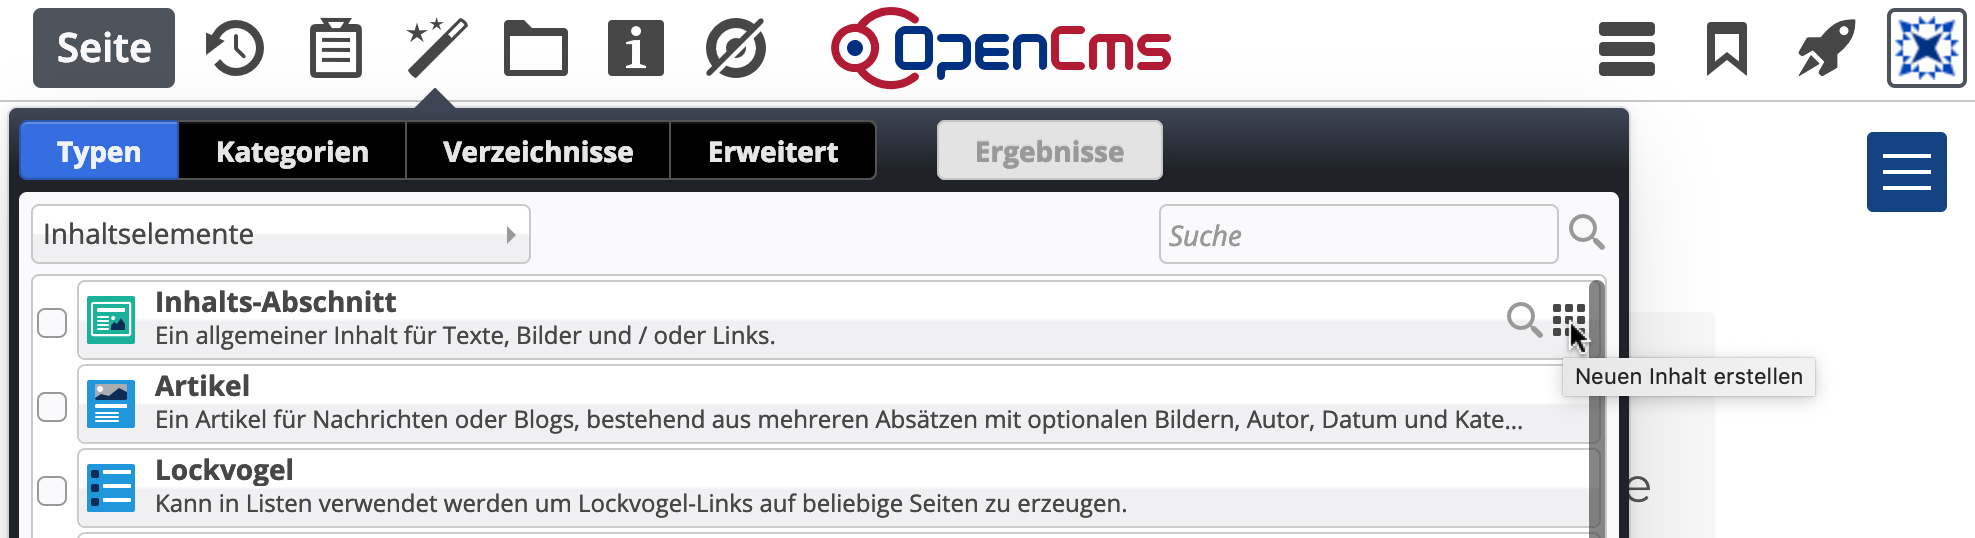 Seite
OpenCms
Typen
Kategorien
Verzeichnisse
Erweitert
Ergebnisse
Inhaltselemente
Suche
Inhalts-Abschnitt
Ein allgemeiner Inhalt für Texte, Bilder und / oder Links.
Neuen Inhalt erstellen
Artikel
Ein Artikel für Nachrichten oder Blogs, bestehend aus mehreren Absätzen mit optionalen Bildern, Autor, Datum und Kate...
Lockvogel
Kann in Listen verwendet werden um Lockvogel-Links auf beliebige Seiten zu erzeugen.
e